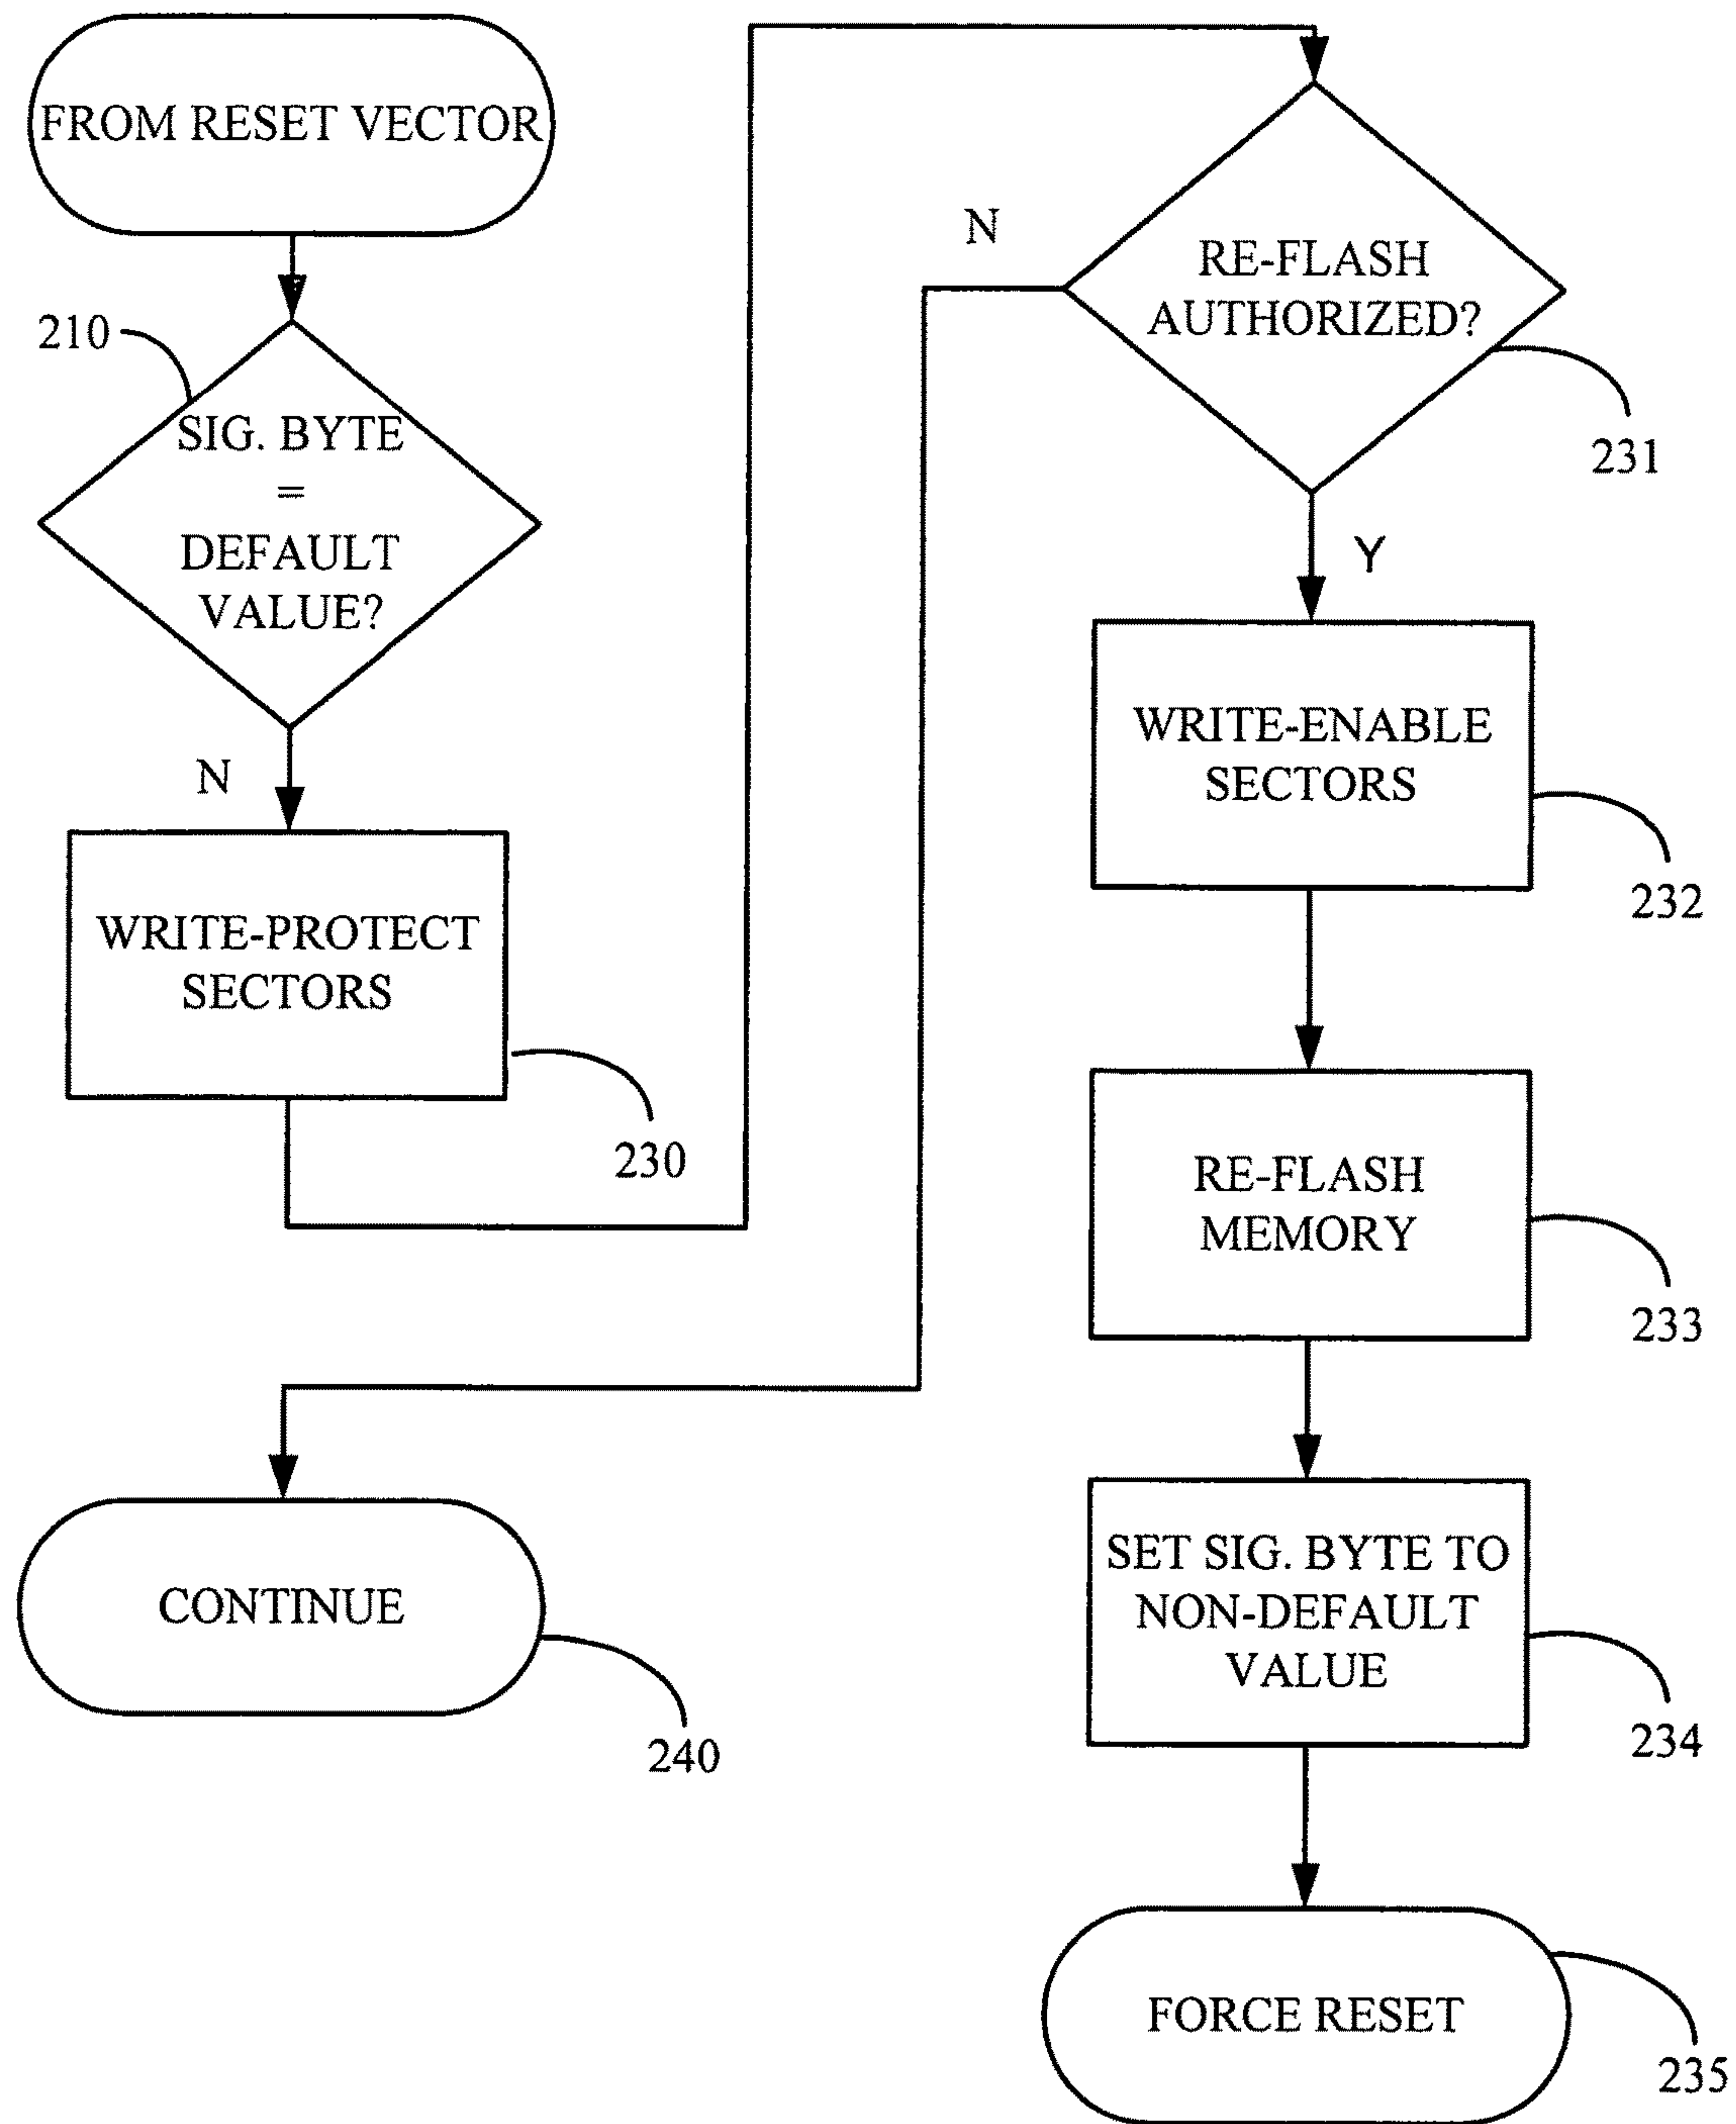 FROM RESET VECTOR
210
SIG. BYTE
=
DEFAULT
VALUE?
N
WRITE-PROTECT
SECTORS
230
RE-FLASH
AUTHORIZED?
231
N
Y
WRITE-ENABLE
SECTORS
232
RE-FLASH
MEMORY
233
SET SIG. BYTE TO
NON-DEFAULT
VALUE
234
FORCE RESET
235
CONTINUE
240